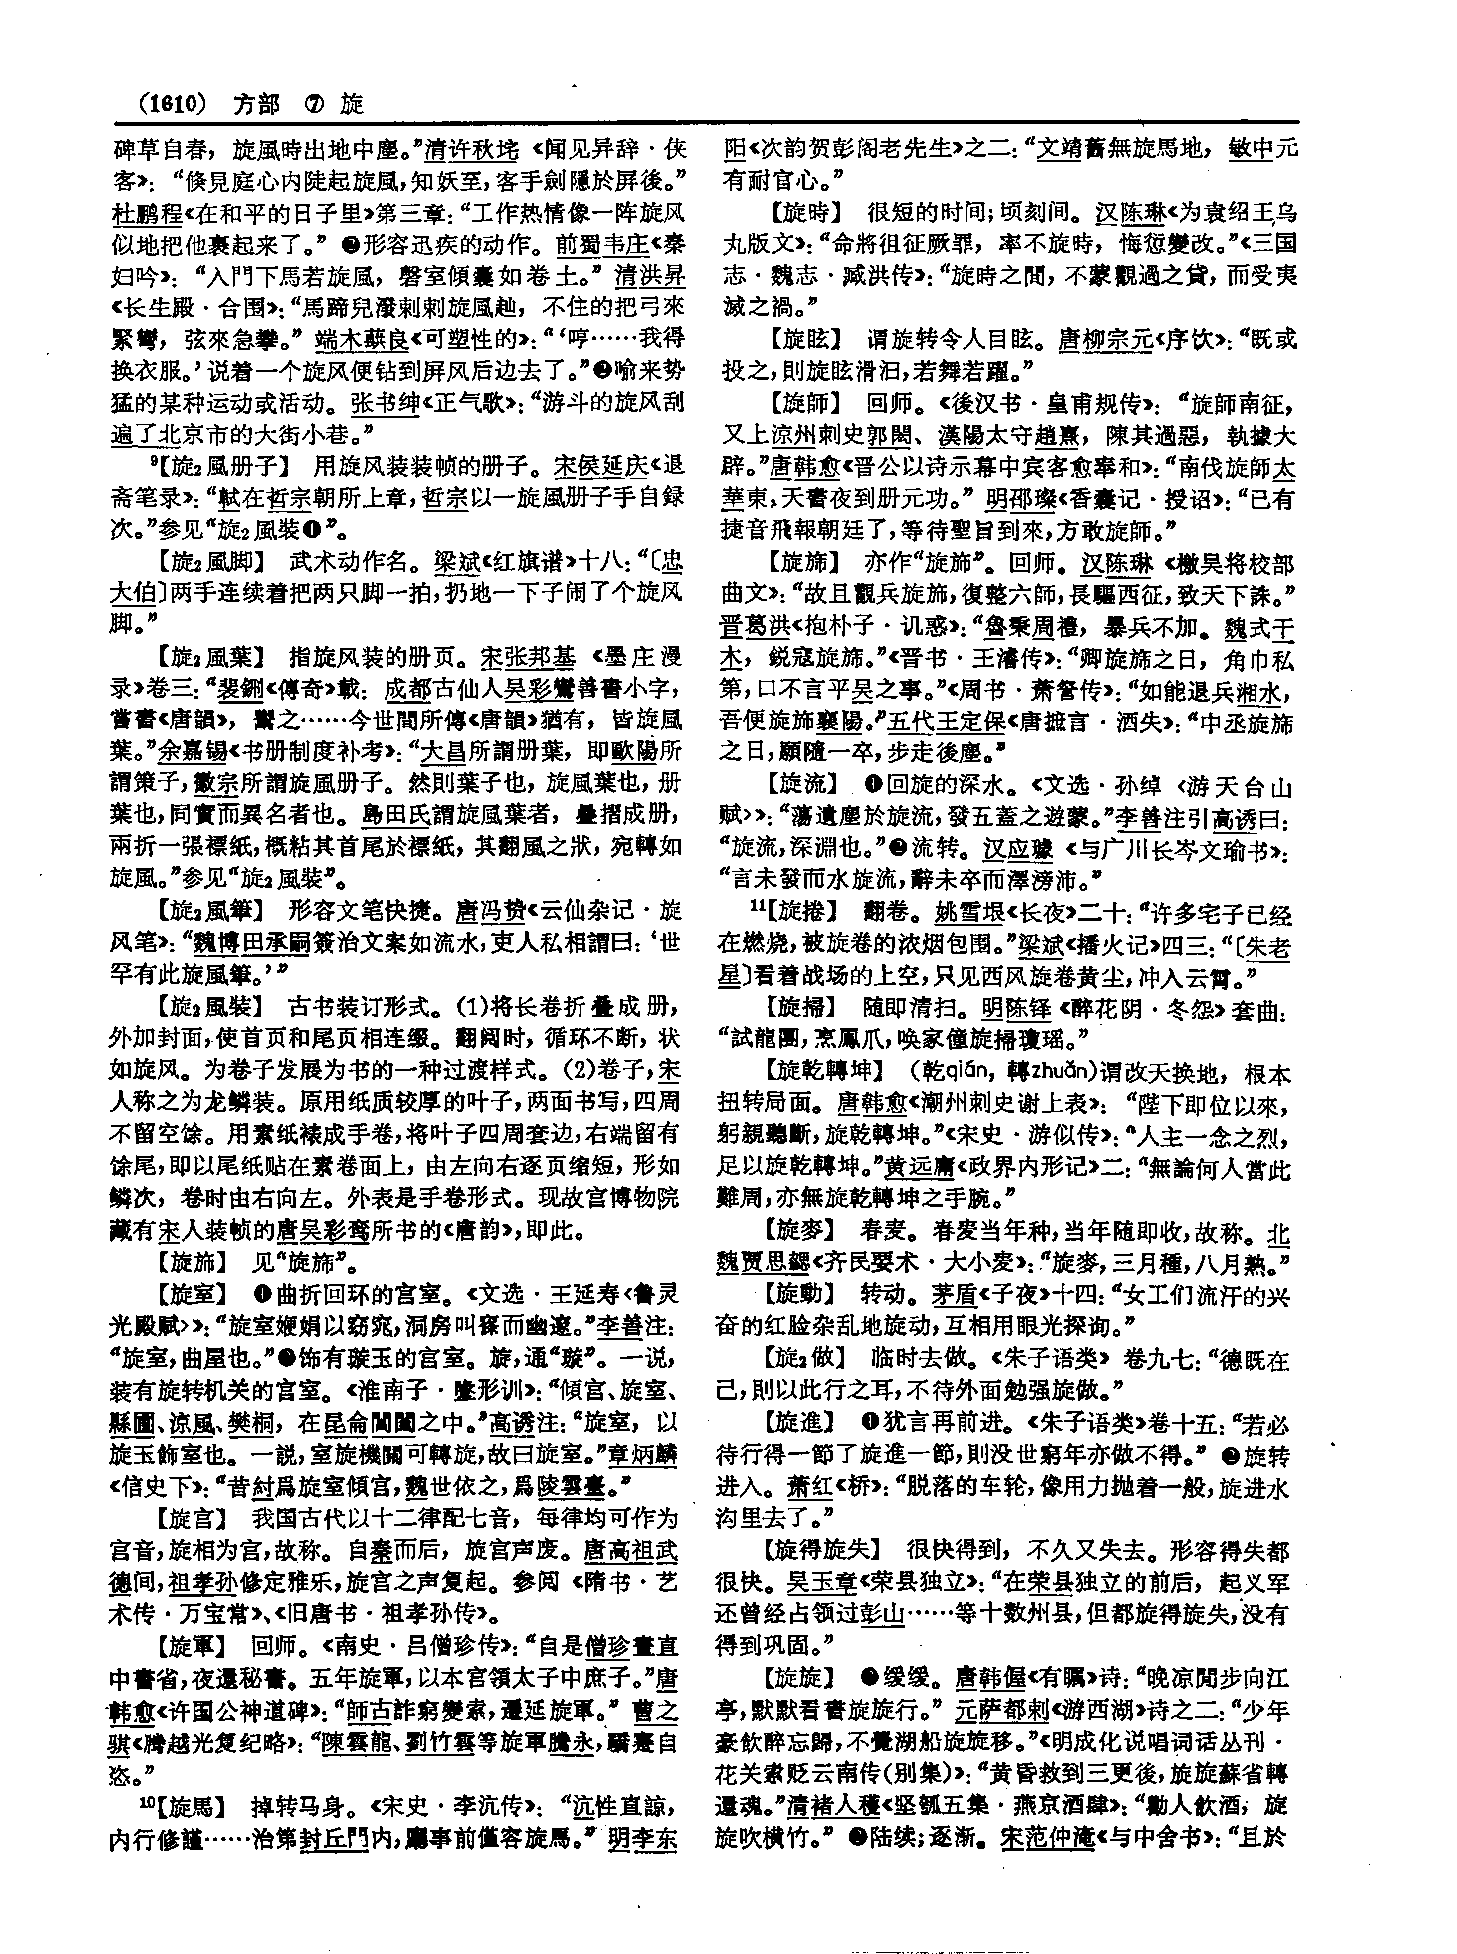 (1610) 方部 ⑦ 旋
碑草自春，旋風時出地中塵。”清许秋垞《闻见异辞·侠
客》：“倏見庭心内陡起旋風，知妖至，客手劍隱於屏後。”
杜鹏程《在和平的日子里》第三章：“工作热情像一阵旋风
似地把他裹起来了。”❷形容迅疾的动作。前蜀韦庄《秦
妇吟》：“入門下馬若旋風，罄室傾囊如卷土。”清洪昇
《长生殿·合围》：“馬蹄兒潑剌剌旋風趟，不住的把弓來
緊彎，弦來急攀。”端木蕻良《可塑性的》：“‘哼……我得
换衣服。’说着一个旋风便钻到屏风后边去了。”❸喻来势
猛的某种运动或活动。张书绅《正气歌》：“游斗的旋风刮
遍了北京市的大街小巷。”
⁹【旋₂風册子】 用旋风装装帧的册子。宋侯延庆《退
斋笔录》：“軾在哲宗朝所上章，哲宗以一旋風册子手自録
次。”参见“旋₂風裝❶”。
【旋₂風脚】 武术动作名。梁斌《红旗谱》十八：“〔忠
大伯〕两手连续着把两只脚一拍，扔地一下子闹了个旋风
脚。”
【旋₂風葉】 指旋风装的册页。宋张邦基《墨庄漫
录》卷三：“裴鉶《傳奇》載：成都古仙人吴彩鸞善書小字，
嘗書《唐韻》，鬻之……今世間所傳《唐韻》猶有，皆旋風
葉。”余嘉锡《书册制度补考》：“大昌所謂册葉，即歐陽所
謂策子，徽宗所謂旋風册子。然則葉子也，旋風葉也，册
葉也，同實而異名者也。島田氏謂旋風葉者，疊摺成册，
兩折一張褾紙，概粘其首尾於褾紙，其翻風之狀，宛轉如
旋風。”参见“旋₂風裝”。
【旋₂風筆】 形容文笔快捷。唐冯贽《云仙杂记·旋
风笔》：“魏博田承嗣簽治文案如流水，吏人私相謂曰：‘世
罕有此旋風筆。’”
【旋₂風裝】 古书装订形式。(1)将长卷折叠成册，
外加封面，使首页和尾页相连缀。翻阅时，循环不断，状
如旋风。为卷子发展为书的一种过渡样式。(2)卷子，宋
人称之为龙鳞装。原用纸质较厚的叶子，两面书写，四周
不留空馀。用素纸裱成手卷，将叶子四周套边，右端留有
馀尾，即以尾纸贴在素卷面上，由左向右逐页缩短，形如
鳞次，卷时由右向左。外表是手卷形式。现故宫博物院
藏有宋人装帧的唐吴彩鸾所书的《唐韵》，即此。
【旋斾】 见“旋旆”。
【旋室】 ❶曲折回环的宫室。《文选·王延寿〈鲁灵
光殿赋〉》：“旋室㛹娟以窈窕，洞房叫窱而幽邃。”李善注：
“旋室，曲屋也。”❷饰有璇玉的宫室。旋，通“璇”。一说，
装有旋转机关的宫室。《淮南子·墬形训》：“傾宫、旋室、
縣圃、涼風、樊桐，在昆侖閶闔之中。”高诱注：“旋室，以
旋玉飾室也。一説，室旋機關可轉旋，故曰旋室。”章炳麟
《信史下》：“昔紂爲旋室傾宫，魏世依之，爲陵雲臺。”
【旋宫】 我国古代以十二律配七音，每律均可作为
宫音，旋相为宫，故称。自秦而后，旋宫声废。唐高祖武
德间，祖孝孙修定雅乐，旋宫之声复起。参阅《隋书·艺
术传·万宝常》、《旧唐书·祖孝孙传》。
【旋軍】 回师。《南史·吕僧珍传》：“自是僧珍晝直
中書省，夜還秘書。五年旋軍，以本官領太子中庶子。”唐
韩愈《许国公神道碑》：“師古詐窮變索，遷延旋軍。”曹之
骐《腾越光复纪略》：“陳雲龍、劉竹雲等旋軍騰永，驕蹇自
恣。”
¹⁰【旋馬】 掉转马身。《宋史·李沆传》：“沆性直諒，
内行修謹……治第封丘門内，廳事前僅容旋馬。”明李东
阳《次韵贺彭阁老先生》之二：“文靖舊無旋馬地，敏中元
有耐官心。”
【旋時】 很短的时间；顷刻间。汉陈琳《为袁绍王乌
丸版文》：“命將徂征厥罪，率不旋時，悔愆變改。”《三国
志·魏志·臧洪传》：“旋時之間，不蒙觀過之貸，而受夷
滅之禍。”
【旋眩】 谓旋转令人目眩。唐柳宗元《序饮》：“既或
投之，則旋眩滑汩，若舞若躍。”
【旋師】 回师。《後汉书·皇甫规传》：“旋師南征，
又上涼州刺史郭閎、漢陽太守趙熹，陳其過惡，執據大
辟。”唐韩愈《晋公以诗示幕中宾客愈奉和》：“南伐旋師太
華東，天書夜到册元功。”明邵璨《香囊记·授诏》：“已有
捷音飛報朝廷了，等待聖旨到來，方敢旋師。”
【旋旆】 亦作“旋斾”。回师。汉陈琳《檄吴将校部
曲文》：“故且觀兵旋旆，復整六師，長驅西征，致天下誅。”
晋葛洪《抱朴子·讥惑》：“魯秉周禮，暴兵不加。魏式干
木，鋭寇旋旆。”《晋书·王濬传》：“卿旋旆之日，角巾私
第，口不言平吴之事。”《周书·萧詧传》：“如能退兵湘水，
吾便旋旆襄陽。”五代王定保《唐摭言·洒失》：“中丞旋斾
之日，願隨一卒，步走後塵。”
【旋流】 ❶回旋的深水。《文选·孙绰〈游天台山
赋〉》：“蕩遺塵於旋流，發五蓋之遊蒙。”李善注引高诱曰：
“旋流，深淵也。”❷流转。汉应璩《与广川长岑文瑜书》：
“言未發而水旋流，辭未卒而澤滂沛。”
¹¹【旋捲】 翻卷。姚雪垠《长夜》二十：“许多宅子已经
在燃烧，被旋卷的浓烟包围。”梁斌《播火记》四三：“〔朱老
星〕看着战场的上空，只见西风旋卷黄尘，冲入云霄。”
【旋掃】 随即清扫。明陈铎《醉花阴·冬怨》套曲：
“試龍團，烹鳳爪，唤家僮旋掃瓊瑶。”
【旋乾轉坤】 (乾qián，轉zhuǎn)谓改天换地，根本
扭转局面。唐韩愈《潮州刺史谢上表》：“陛下即位以來，
躬親聽斷，旋乾轉坤。”《宋史·游似传》：“人主一念之烈，
足以旋乾轉坤。”黄远庸《政界内形记》二：“無論何人當此
難周，亦無旋乾轉坤之手腕。”
【旋麥】 春麦。春麦当年种，当年随即收，故称。北
魏贾思勰《齐民要术·大小麦》：“旋麥，三月種，八月熟。”
【旋動】 转动。茅盾《子夜》十四：“女工们流汗的兴
奋的红脸杂乱地旋动，互相用眼光探询。”
【旋₂做】 临时去做。《朱子语类》卷九七：“德既在
己，則以此行之耳，不待外面勉强旋做。”
【旋進】 ❶犹言再前进。《朱子语类》卷十五：“若必
待行得一節了旋進一節，則没世窮年亦做不得。”❷旋转
进入。萧红《桥》：“脱落的车轮，像用力抛着一般，旋进水
沟里去了。”
【旋得旋失】 很快得到，不久又失去。形容得失都
很快。吴玉章《荣县独立》：“在荣县独立的前后，起义军
还曾经占领过彭山……等十数州县，但都旋得旋失，没有
得到巩固。”
【旋旋】 ❶缓缓。唐韩偓《有瞩》诗：“晚凉閒步向江
亭，默默看書旋旋行。”元萨都剌《游西湖》诗之二：“少年
豪飲醉忘歸，不覺湖船旋旋移。”《明成化说唱词话丛刊·
花关索贬云南传(别集)》：“黄昏救到三更後，旋旋蘇省轉
還魂。”清褚人穫《坚瓠五集·燕京酒肆》：“勸人飲酒，旋
旋吹横竹。”❷陆续；逐渐。宋范仲淹《与中舍书》：“且於